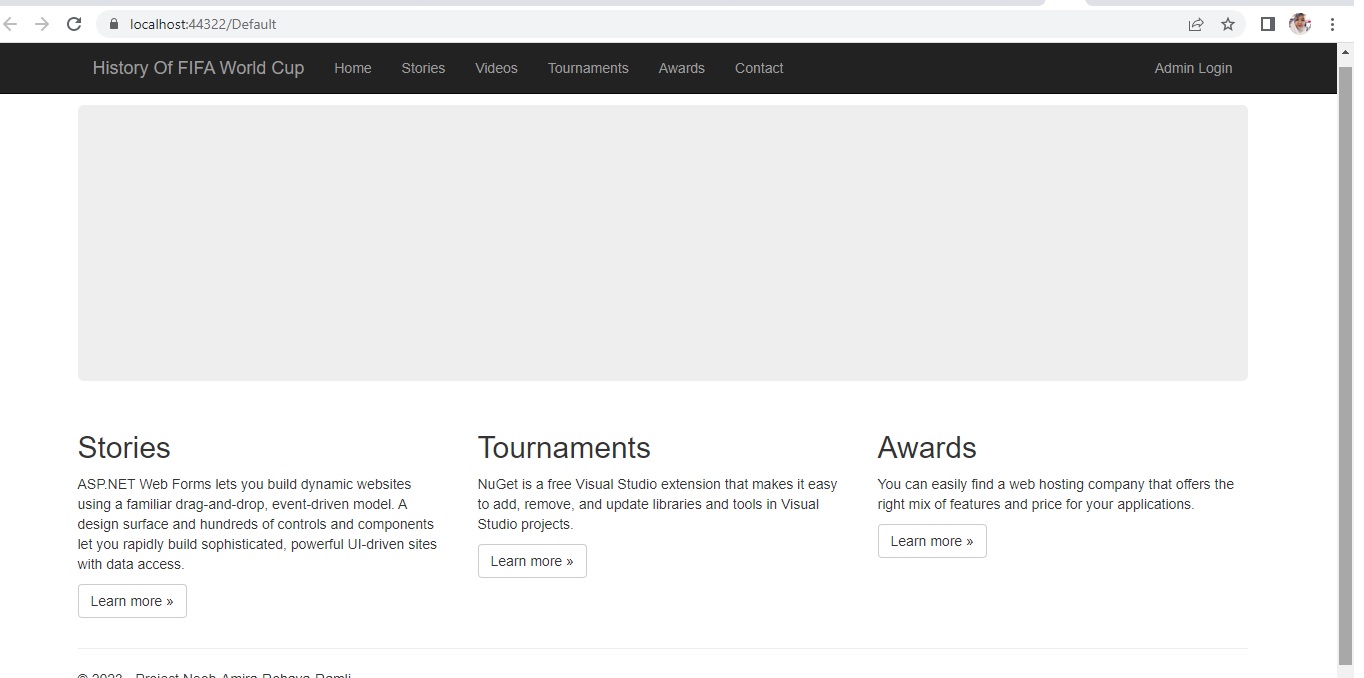 localhost:44322/Default
History Of FIFA World Cup Home Stories Videos Tournaments Awards Contact Admin Login
Stories
ASP.NET Web Forms lets you build dynamic websites
using a familiar drag-and-drop, event-driven model. A
design surface and hundreds of controls and components
let you rapidly build sophisticated, powerful UI-driven sites
with data access.
Learn more »
Tournaments
NuGet is a free Visual Studio extension that makes it easy
to add, remove, and update libraries and tools in Visual
Studio projects.
Learn more »
Awards
You can easily find a web hosting company that offers the
right mix of features and price for your applications.
Learn more »